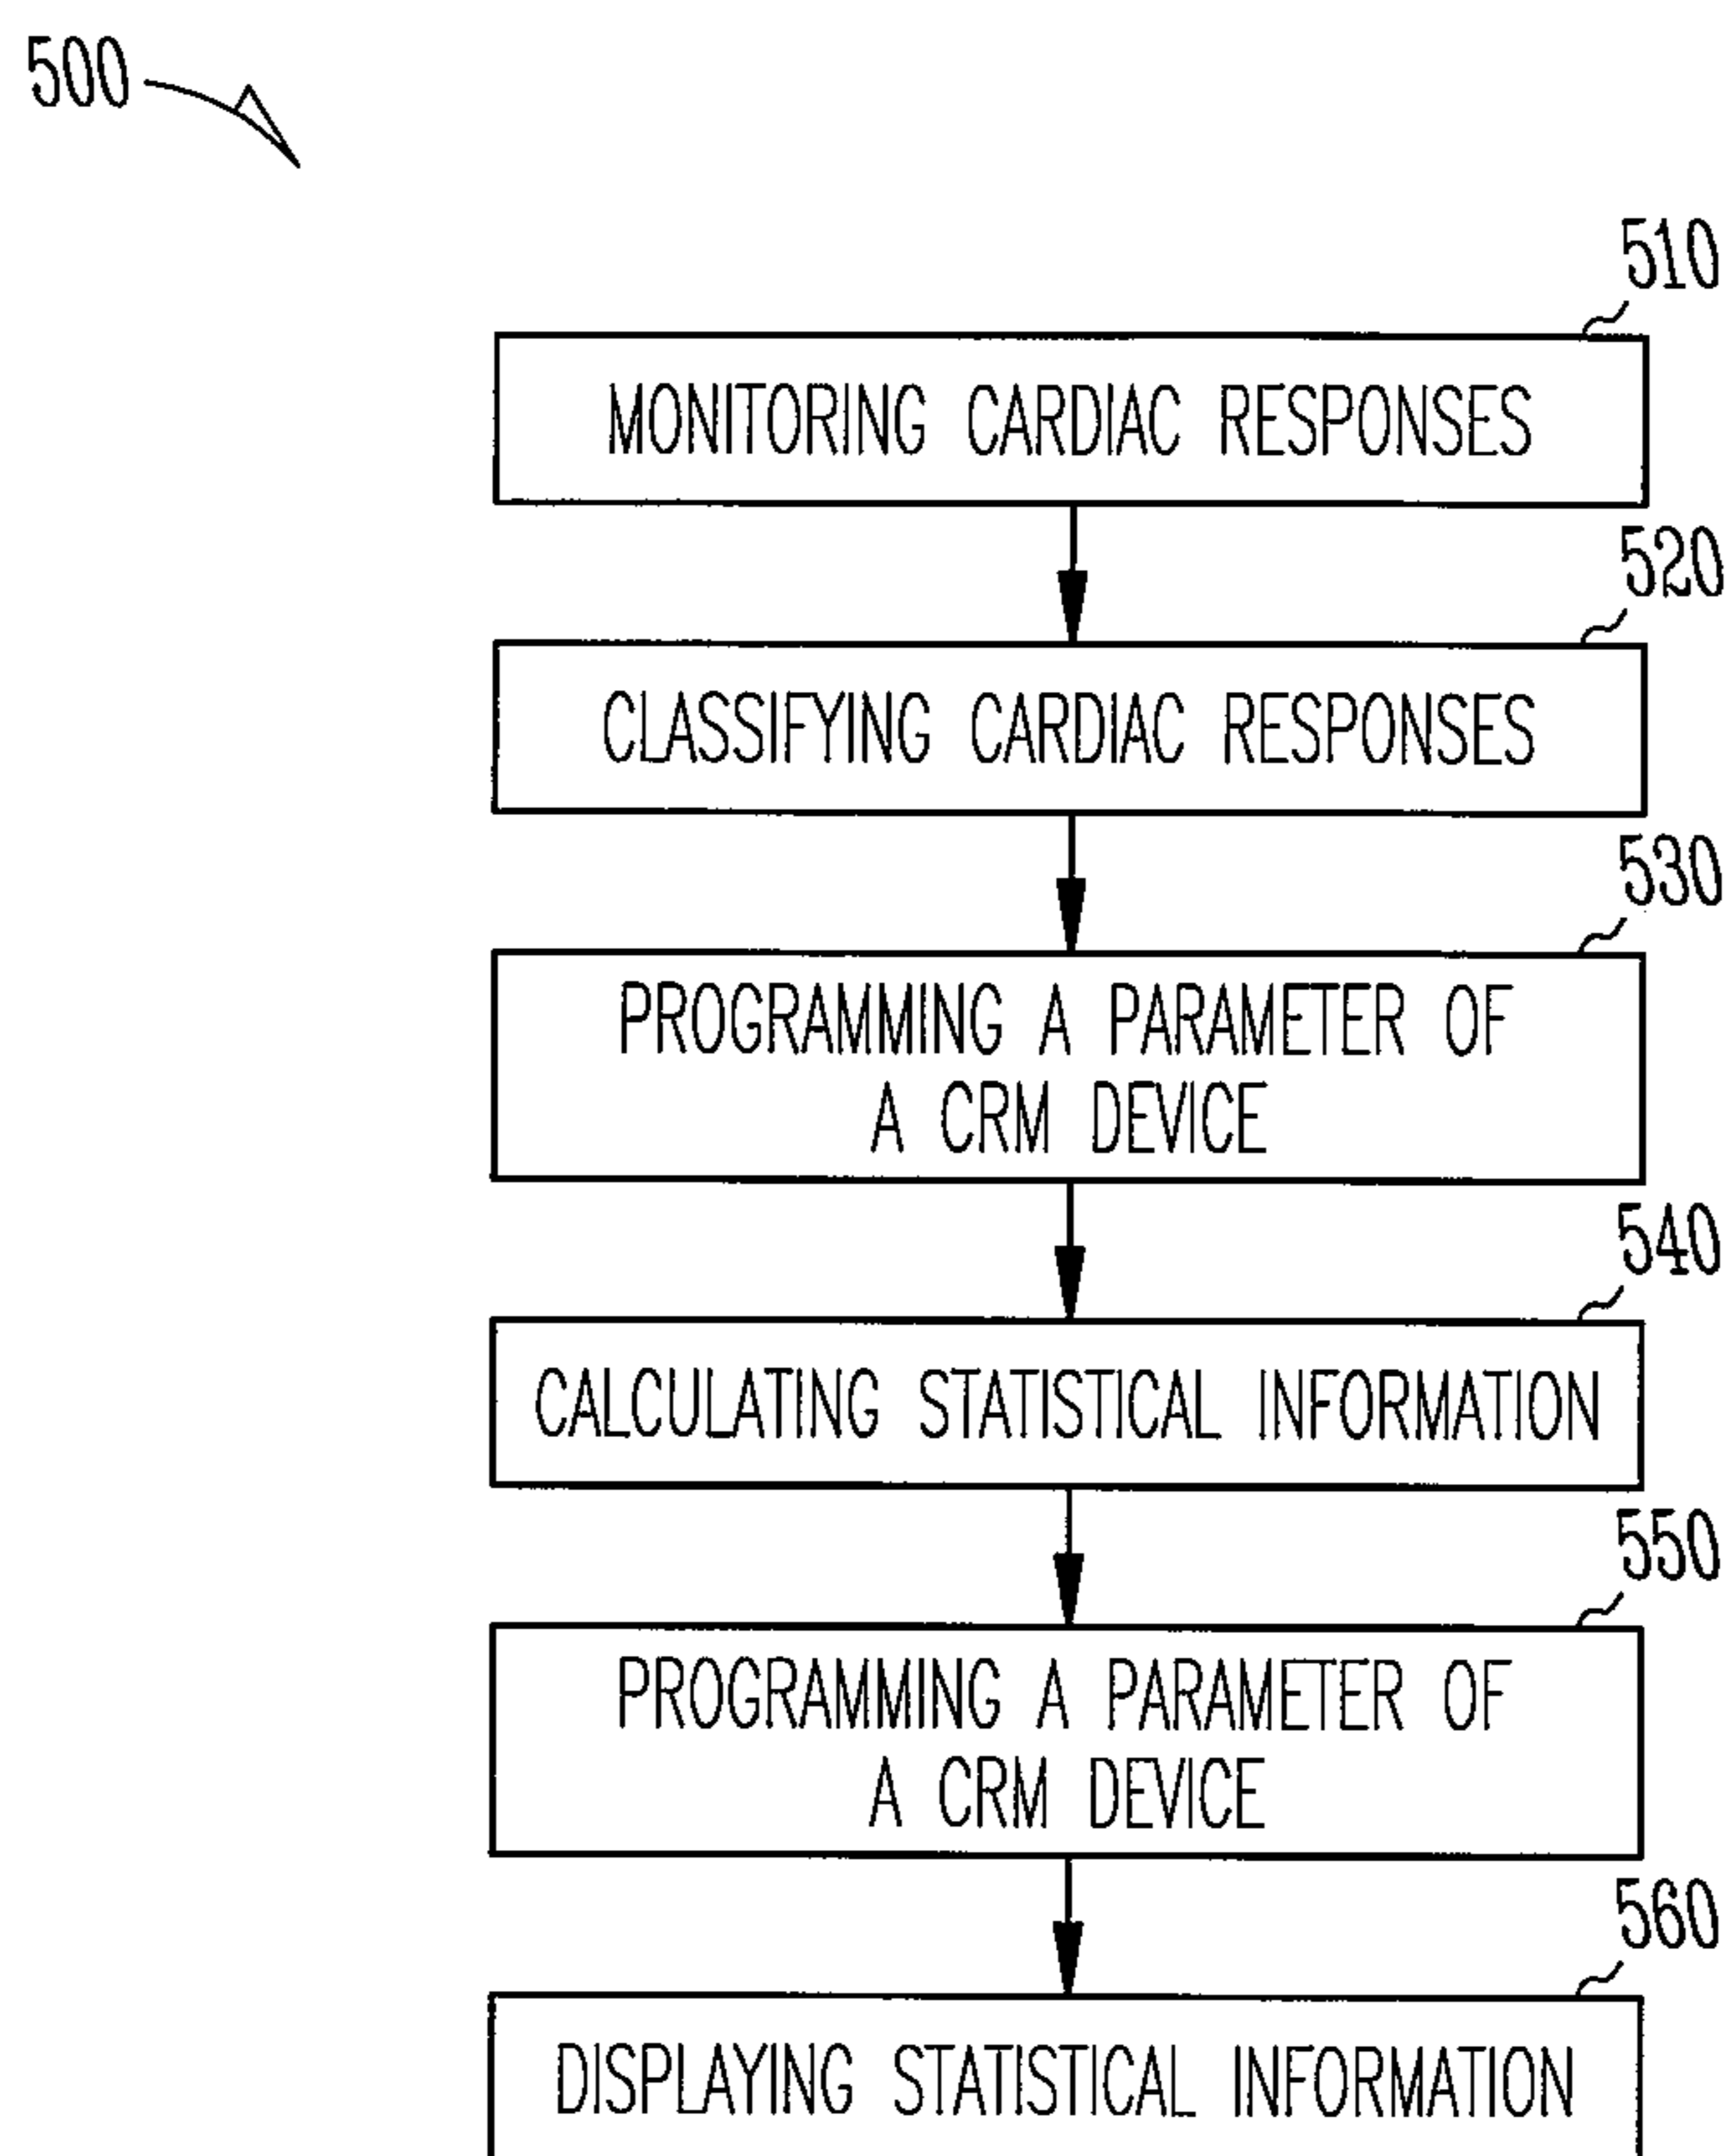 500
510
MONITORING CARDIAC RESPONSES
520
CLASSIFYING CARDIAC RESPONSES
530
PROGRAMMING A PARAMETER OF
A CRM DEVICE
540
CALCULATING STATISTICAL INFORMATION
550
PROGRAMMING A PARAMETER OF
A CRM DEVICE
560
DISPLAYING STATISTICAL INFORMATION